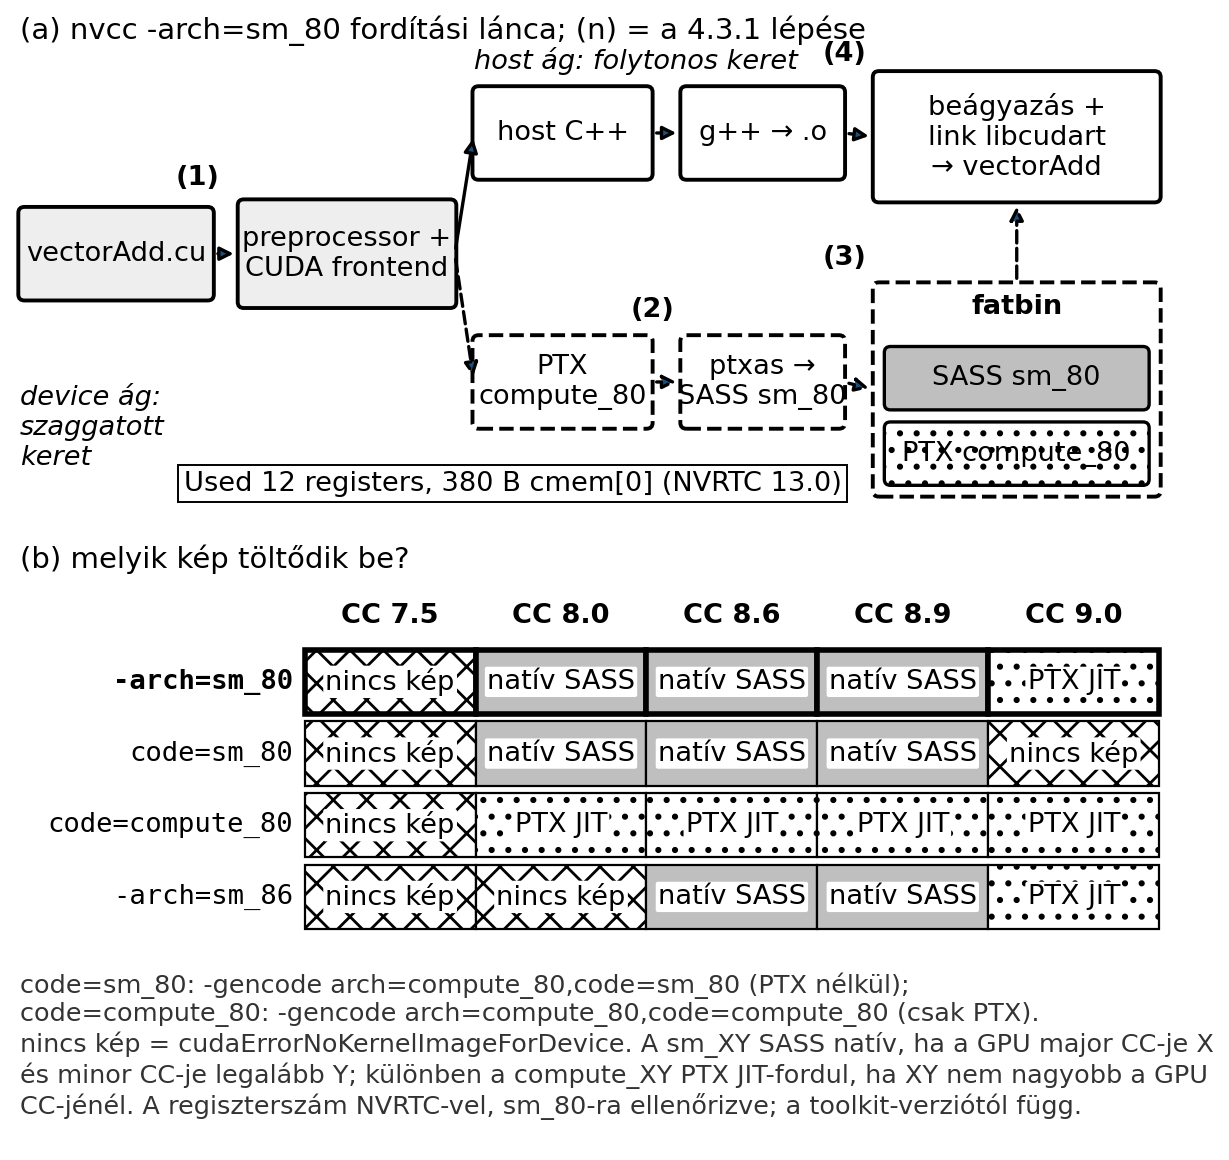 (a) nvcc -arch=sm_80 fordítási lánca; (n) = a 4.3.1 lépése
host ág: folytonos keret
(4)
host C++
g++ → .o
beágyazás +
link libcudart
→ vectorAdd
(1)
vectorAdd.cu
preprocessor +
CUDA frontend
(3)
(2)
fatbin
PTX
compute_80
ptxas →
SASS sm_80
SASS sm_80
PTX compute_80
device ág:
szaggatott
keret
Used 12 registers, 380 B cmem[0] (NVRTC 13.0)
(b) melyik kép töltődik be?
CC 7.5 CC 8.0 CC 8.6 CC 8.9 CC 9.0
-arch=sm_80 nincs kép natív SASS natív SASS natív SASS PTX JIT
code=sm_80 nincs kép natív SASS natív SASS natív SASS nincs kép
code=compute_80 nincs kép PTX JIT PTX JIT PTX JIT PTX JIT
-arch=sm_86 nincs kép nincs kép natív SASS natív SASS PTX JIT
code=sm_80: -gencode arch=compute_80,code=sm_80 (PTX nélkül);
code=compute_80: -gencode arch=compute_80,code=compute_80 (csak PTX).
nincs kép = cudaErrorNoKernelImageForDevice. A sm_XY SASS natív, ha a GPU major CC-je X
és minor CC-je legalább Y; különben a compute_XY PTX JIT-fordul, ha XY nem nagyobb a GPU
CC-jénél. A regiszterszám NVRTC-vel, sm_80-ra ellenőrizve; a toolkit-verziótól függ.